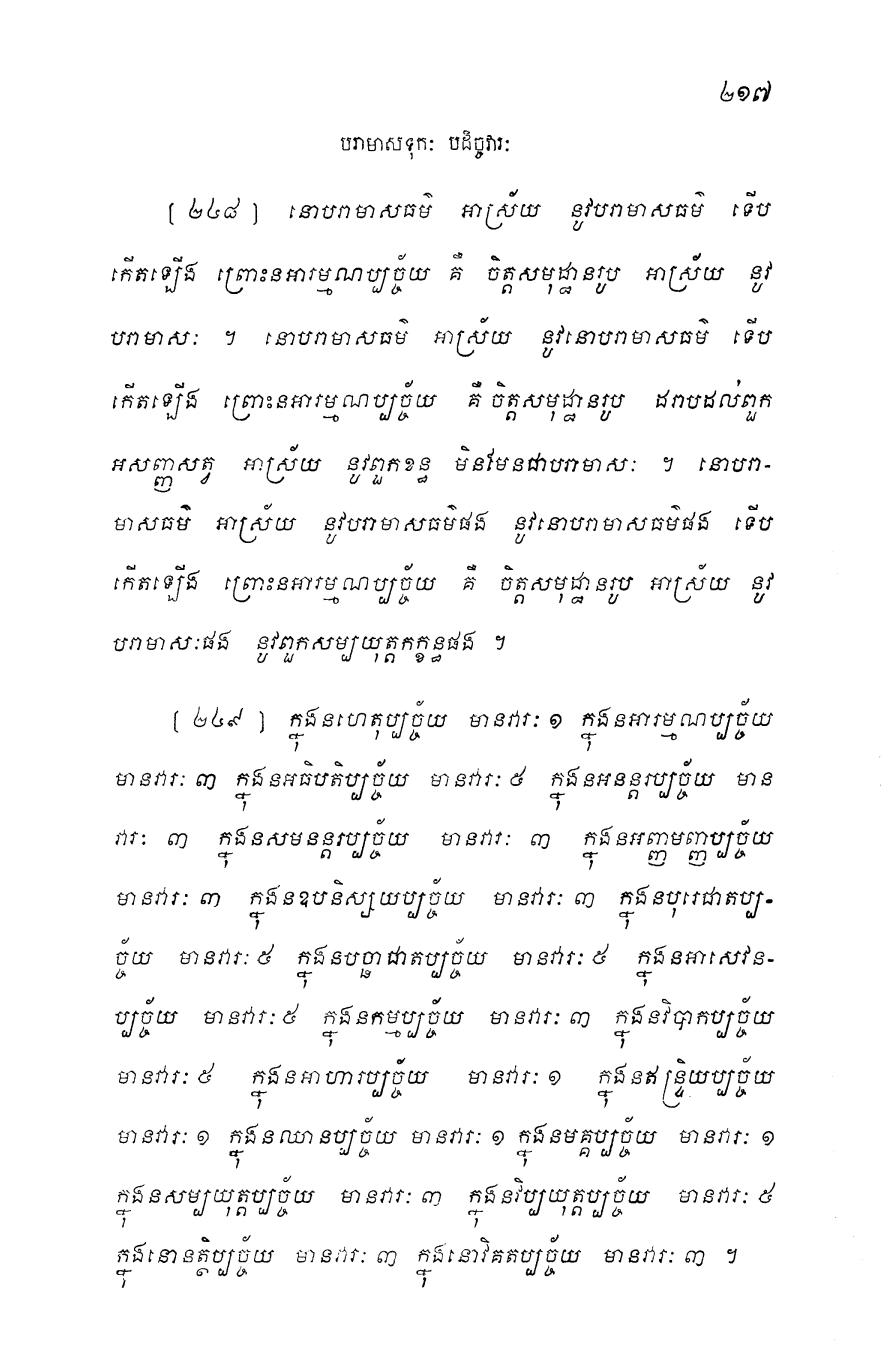 ២១៧
បរាមាសទុកៈ បដិច្ចវារៈ
[ ២៤៨ ] នោបរាមាសធម៌ អាស្រ័យ នូវបរាមាសធម៌ ទើប
កើតឡើង ព្រោះនអារម្មណប្បច្ច័យ គឺ ចិត្តសមុដ្ឋានរូប អាស្រ័យ នូវ
បរាមាសៈ ។ នោបរាមាសធម៌ អាស្រ័យ នូវនោបរាមាសធម៌ ទើប
កើតឡើង ព្រោះនអារម្មណប្បច្ច័យ គឺ ចិត្តសមុដ្ឋានរូប ដរាបដល់ពួក
អសញ្ញសត្វ អាស្រ័យ នូវពួកខន្ធ មិនមែនជាបរាមាសៈ ។ នោបរា-
មាសធម៌ អាស្រ័យ នូវបរាមាសធម៌ផង នូវនោបរាមាសធម៌ផង ទើប
កើតឡើង ព្រោះនអារម្មណប្បច្ច័យ គឺ ចិត្តសមុដ្ឋានរូប អាស្រ័យ នូវ
បរាមាសៈផង នូវពួកសម្បយុត្តកក្ខន្ធផង ។
[ ២៤៩ ] ក្នុងនហេតុប្បច្ច័យ មានវារៈ ១ ក្នុងនអារម្មណប្បច្ច័យ
មានវារៈ ៣ ក្នុងនអធិបតិប្បច្ច័យ មានវារៈ ៥ ក្នុងនអនន្តរប្បច្ច័យ មាន
វារៈ ៣ ក្នុងនសមនន្តរប្បច្ច័យ មានវារៈ ៣ ក្នុងនអញ្ញមញ្ញប្បច្ច័យ
មានវារៈ ៣ ក្នុងនឧបនិស្សយប្បច្ច័យ មានវារៈ ៣ ក្នុងនបុរេជាតប្ប-
ច្ច័យ មានវារៈ ៥ ក្នុងនបច្ឆាជាតប្បច្ច័យ មានវារៈ ៥ ក្នុងនអាសេវន-
ប្បច្ច័យ មានវារៈ ៥ ក្នុងនកម្មប្បច្ច័យ មានវារៈ ៣ ក្នុងនវិបាកប្បច្ច័យ
មានវារៈ ៥ ក្នុងនអាហារប្បច្ច័យ មានវារៈ ១ ក្នុងនឥន្ទ្រិយប្បច្ច័យ
មានវារៈ ១ ក្នុងនឈានប្បច្ច័យ មានវារៈ ១ ក្នុងនមគ្គប្បច្ច័យ មានវារៈ ១
ក្នុងនសម្បយុត្តប្បច្ច័យ មានវារៈ ៣ ក្នុងនវិប្បយុត្តប្បច្ច័យ មានវារៈ ៥
ក្នុងនោនត្ថិប្បច្ច័យ មានវារៈ ៣ ក្នុងនោវិគតប្បច្ច័យ មានវារៈ ៣ ។